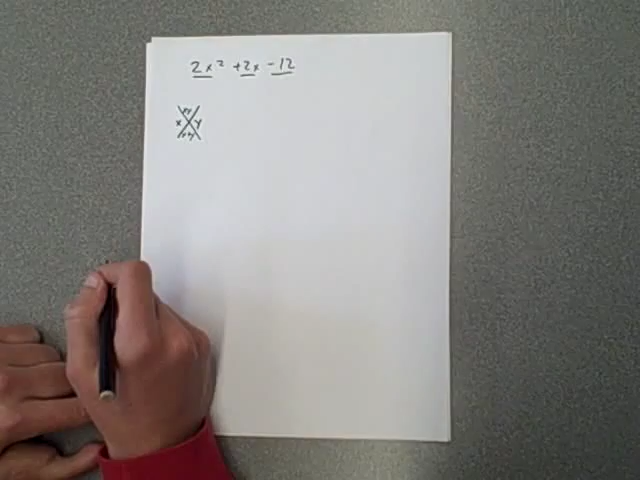 2x² + 2x - 12
xy
x y
x+y